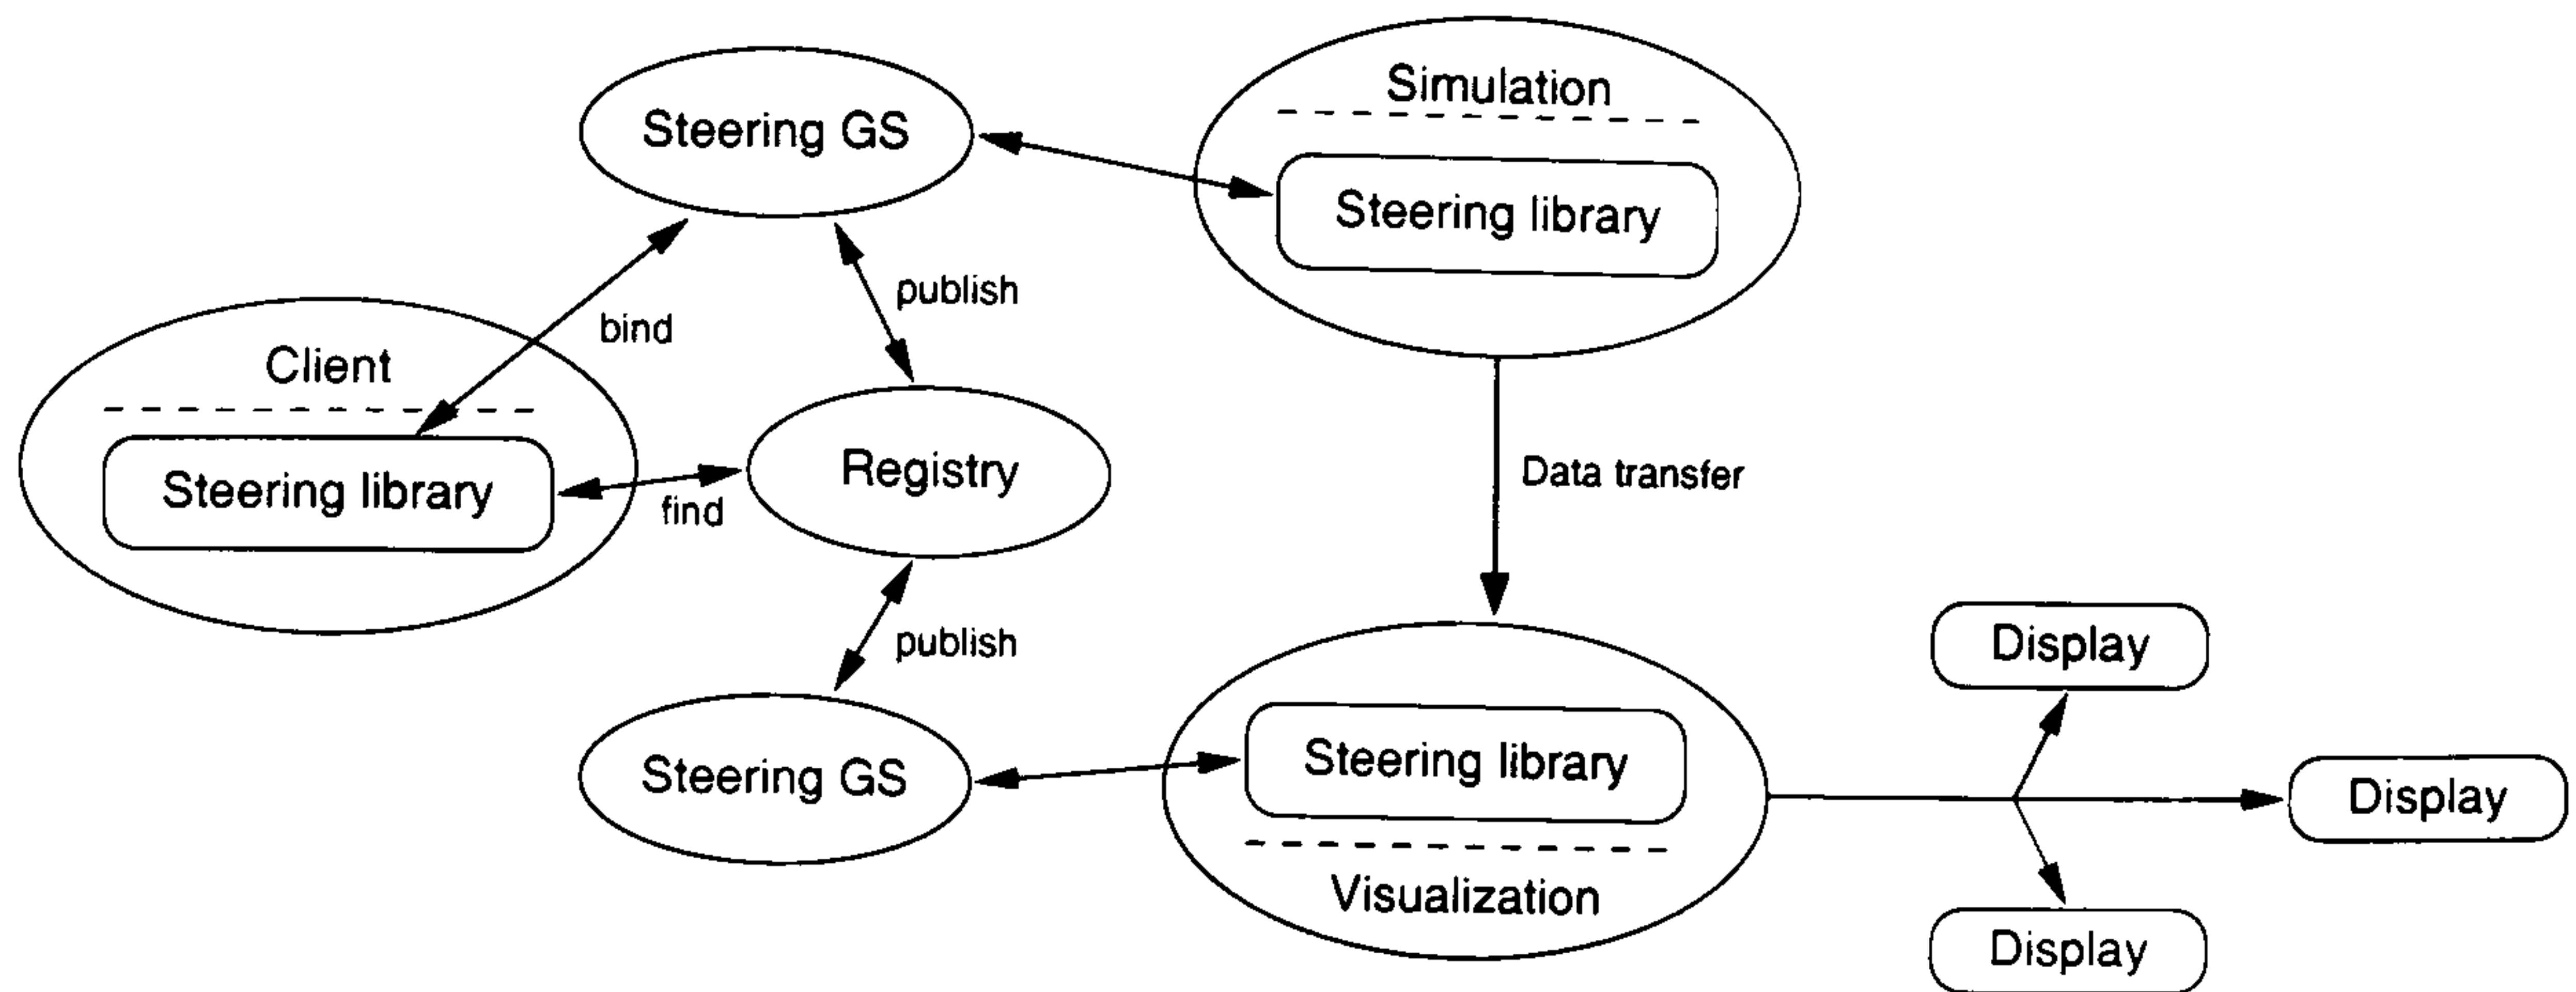 Simulation
Steering GS
Steering library
publish
bind
Client
Registry
Steering library
find
Data transfer
publish
Display
Steering library
Steering GS
Display
Visualization
Display